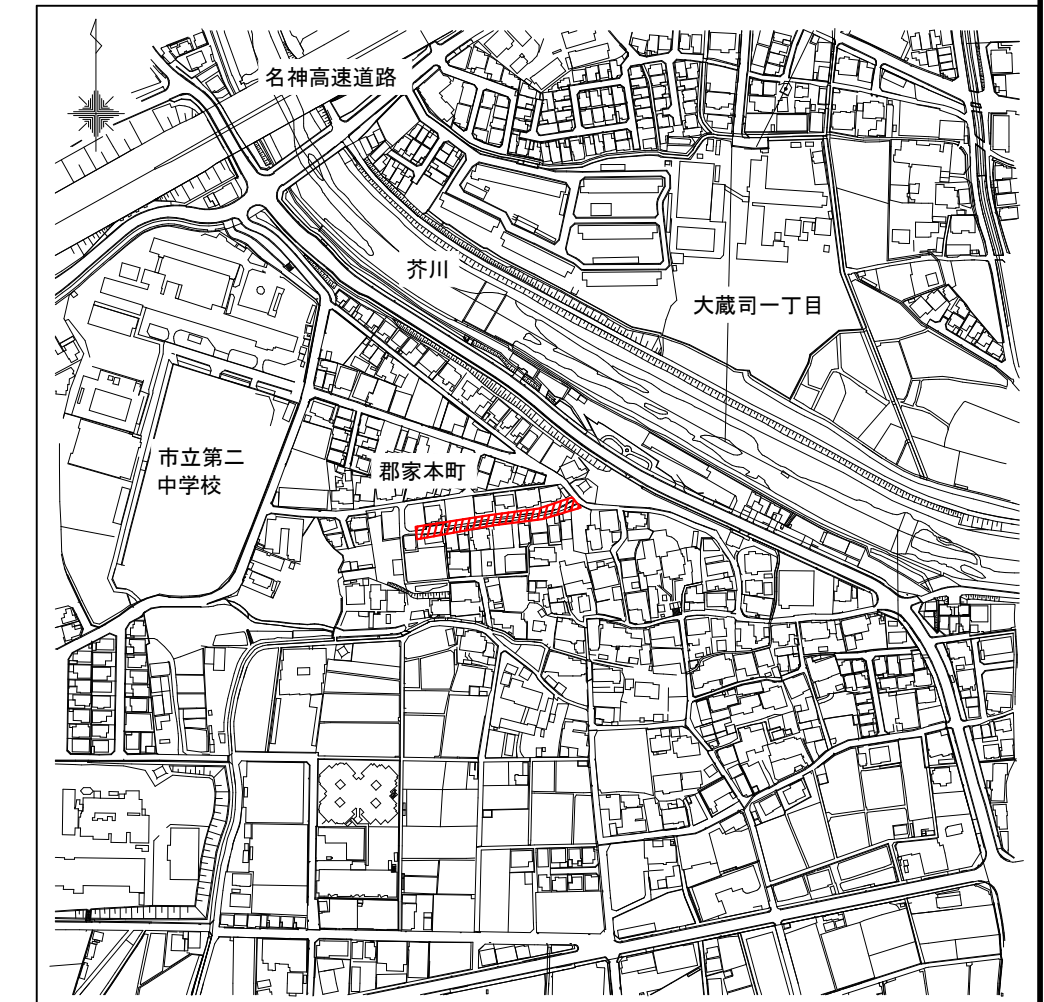 名神高速道路
芥川
大蔵司一丁目
市立第二
中学校
郡家本町